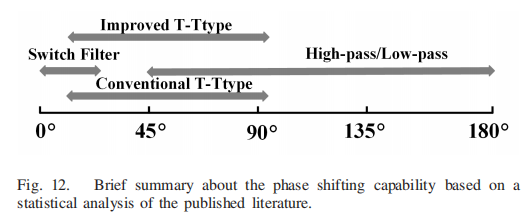 Improved T-Ttype
Switch Filter
High-pass/Low-pass
Conventional T-Ttype
0° 45° 90° 135° 180°
Fig. 12. Brief summary about the phase shifting capability based on a
statistical analysis of the published literature.